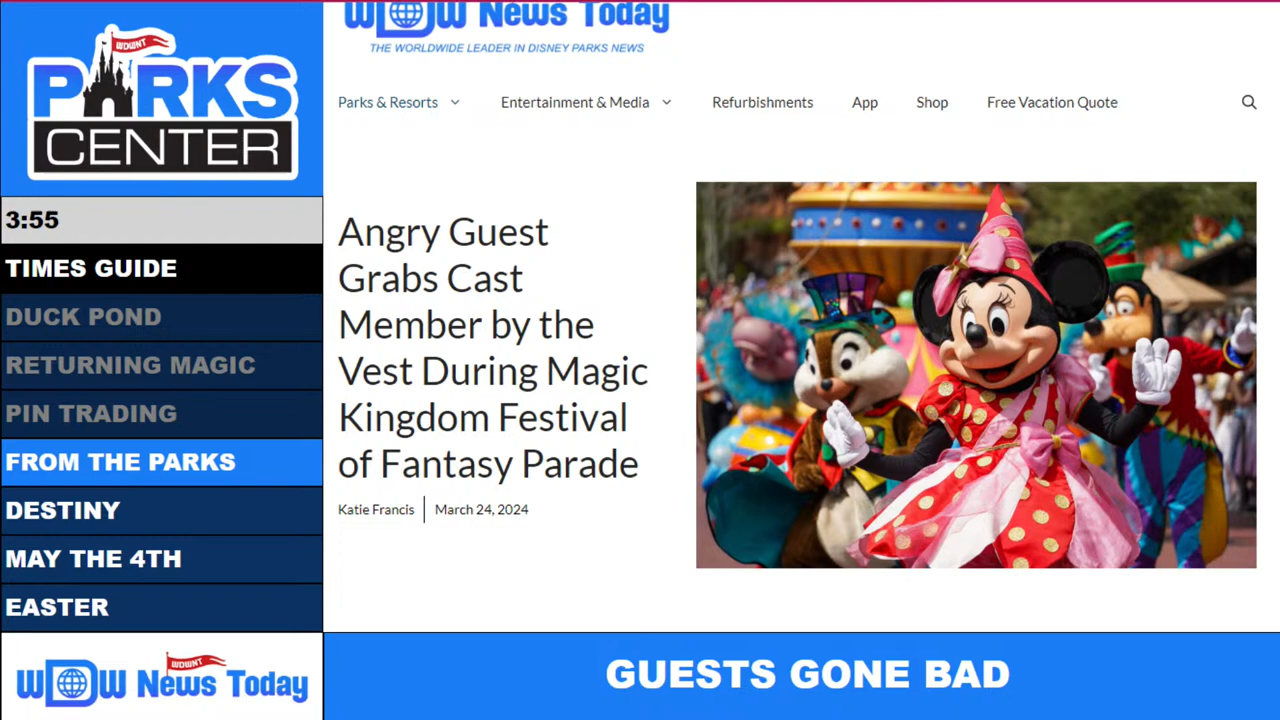 WDWNT
PARKS
CENTER
3:55
TIMES GUIDE
DUCK POND
RETURNING MAGIC
PIN TRADING
FROM THE PARKS
DESTINY
MAY THE 4TH
EASTER
WDWNT
WDW News Today
WDW News Today
THE WORLDWIDE LEADER IN DISNEY PARKS NEWS
Parks & Resorts Entertainment & Media Refurbishments App Shop Free Vacation Quote
Angry Guest
Grabs Cast
Member by the
Vest During Magic
Kingdom Festival
of Fantasy Parade
Katie Francis March 24, 2024
GUESTS GONE BAD